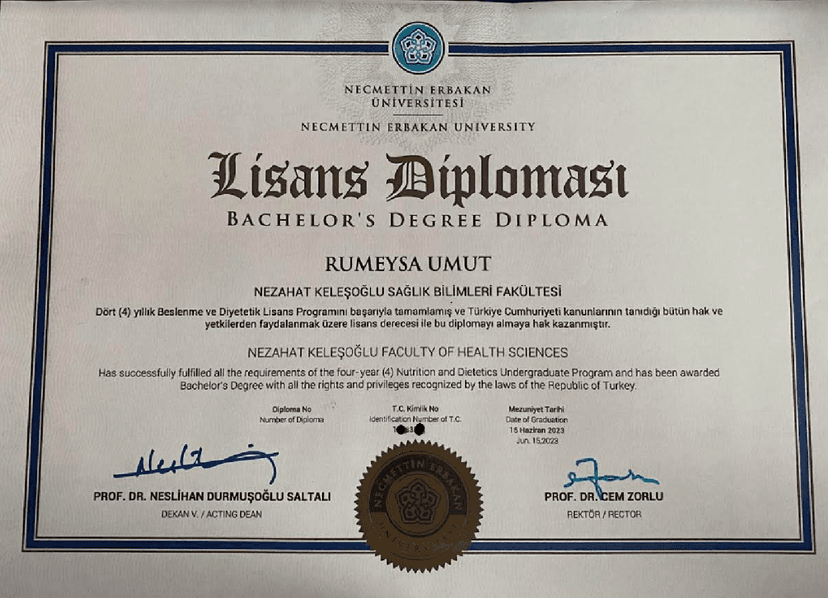 NECMETTİN ERBAKAN
ÜNİVERSİTESİ
NECMETTIN ERBAKAN UNIVERSITY
Lisans Diploması
BACHELOR'S DEGREE DIPLOMA
RUMEYSA UMUT
NEZAHAT KELEŞOĞLU SAĞLIK BİLİMLERİ FAKÜLTESİ
Dört (4) yıllık Beslenme ve Diyetetik Lisans Programını başarıyla tamamlamış ve Türkiye Cumhuriyeti kanunlarının tanıdığı bütün hak ve
yetkilerden faydalanmak üzere lisans derecesi ile bu diplomayı almaya hak kazanmıştır.
NEZAHAT KELEŞOĞLU FACULTY OF HEALTH SCIENCES
Has successfully fulfilled all the requirements of the four-year (4) Nutrition and Dietetics Undergraduate Program and has been awarded
Bachelor's Degree with all the rights and privileges recognized by the laws of the Republic of Turkey.
Diploma No T.C. Kimlik No Mezuniyet Tarihi
Number of Diploma Identification Number of T.C. Date of Graduation
15 Haziran 2023
Jun. 15,2023
PROF. DR. NESLİHAN DURMUŞOĞLU SALTALI PROF. DR. CEM ZORLU
DEKAN V. / ACTING DEAN REKTÖR / RECTOR
NECMETTİN ERBAKAN